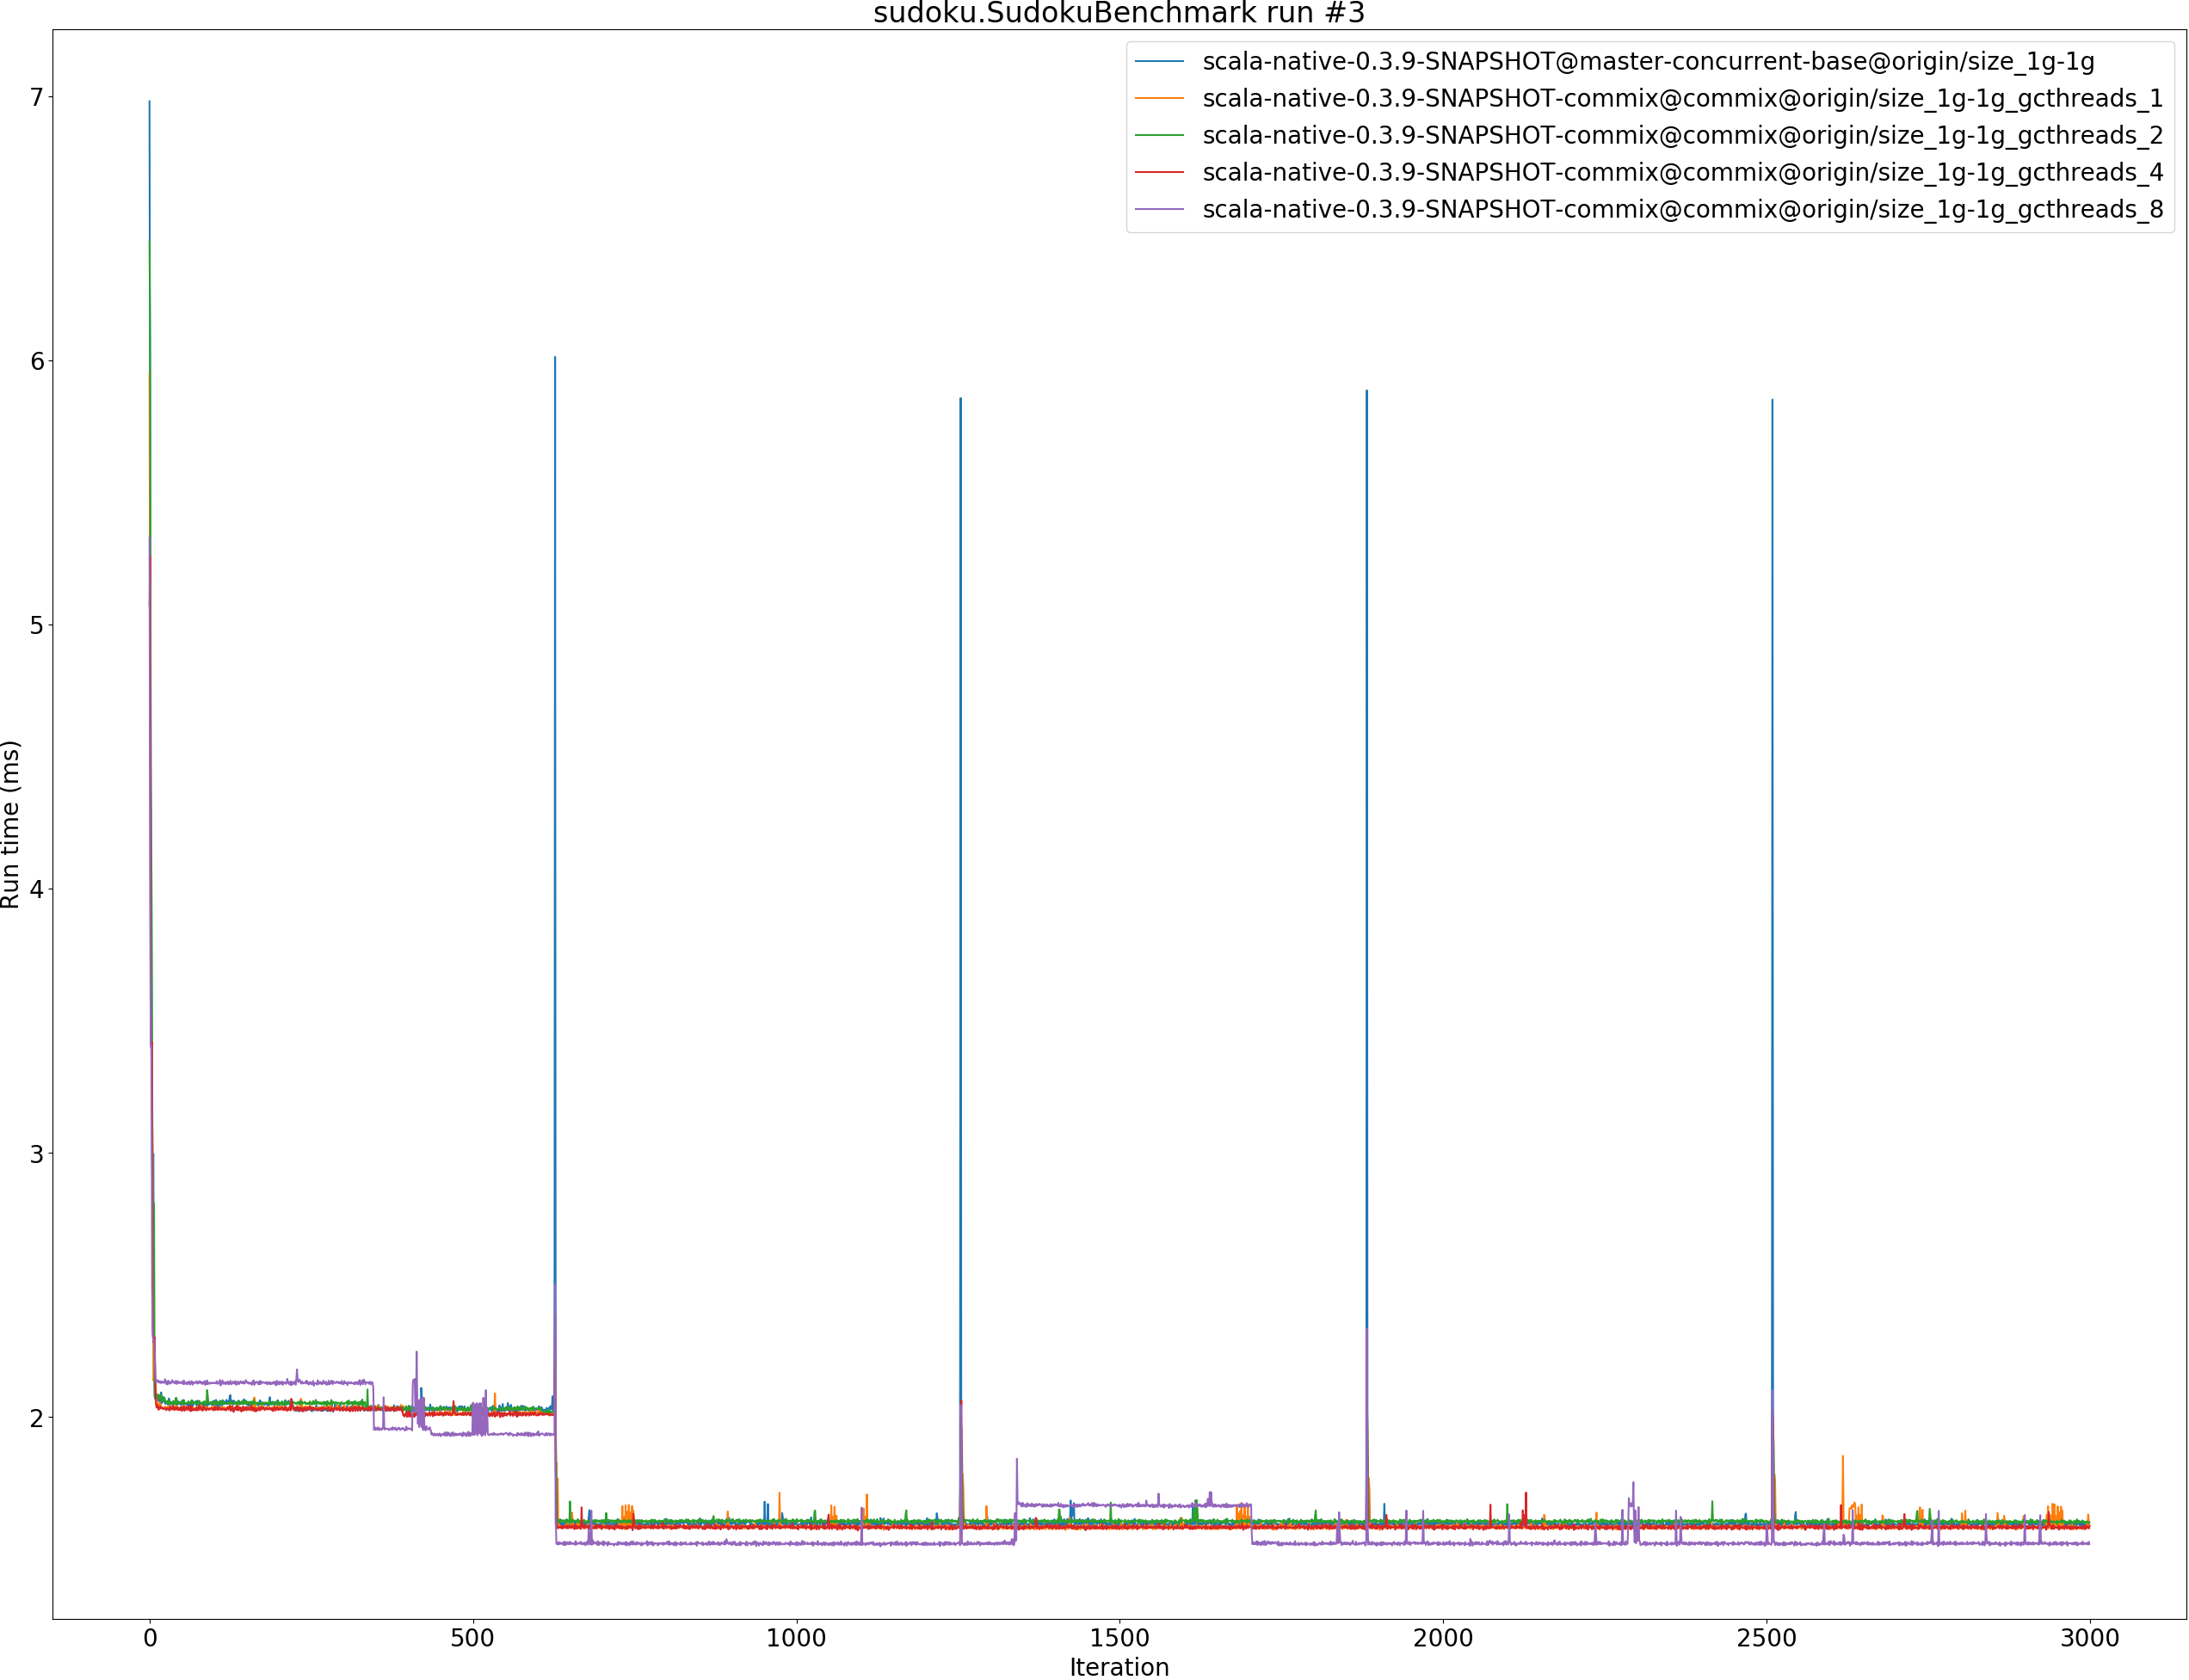 sudoku.SudokuBenchmark run #3
scala-native-0.3.9-SNAPSHOT@master-concurrent-base@origin/size_1g-1g
scala-native-0.3.9-SNAPSHOT-commix@commix@origin/size_1g-1g_gcthreads_1
scala-native-0.3.9-SNAPSHOT-commix@commix@origin/size_1g-1g_gcthreads_2
scala-native-0.3.9-SNAPSHOT-commix@commix@origin/size_1g-1g_gcthreads_4
scala-native-0.3.9-SNAPSHOT-commix@commix@origin/size_1g-1g_gcthreads_8
Run time (ms)
7
6
5
4
3
2
0 500 1000 1500 2000 2500 3000
Iteration